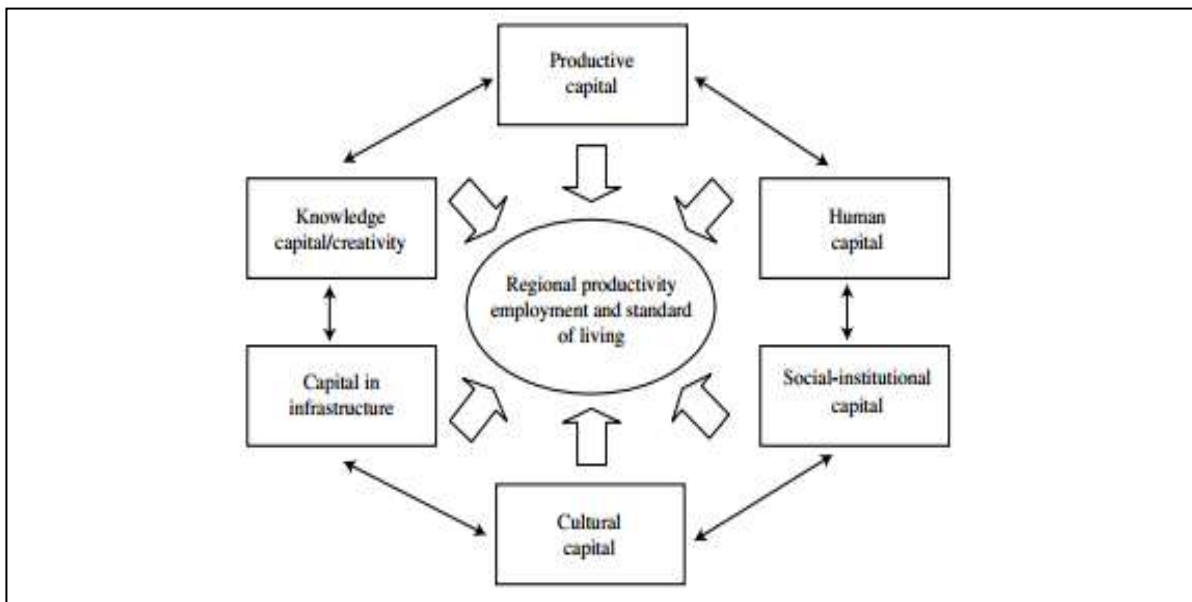 Productive
capital
Knowledge
capital/creativity
Human
capital
Regional productivity
employment and standard
of living
Capital in
infrastructure
Social-institutional
capital
Cultural
capital